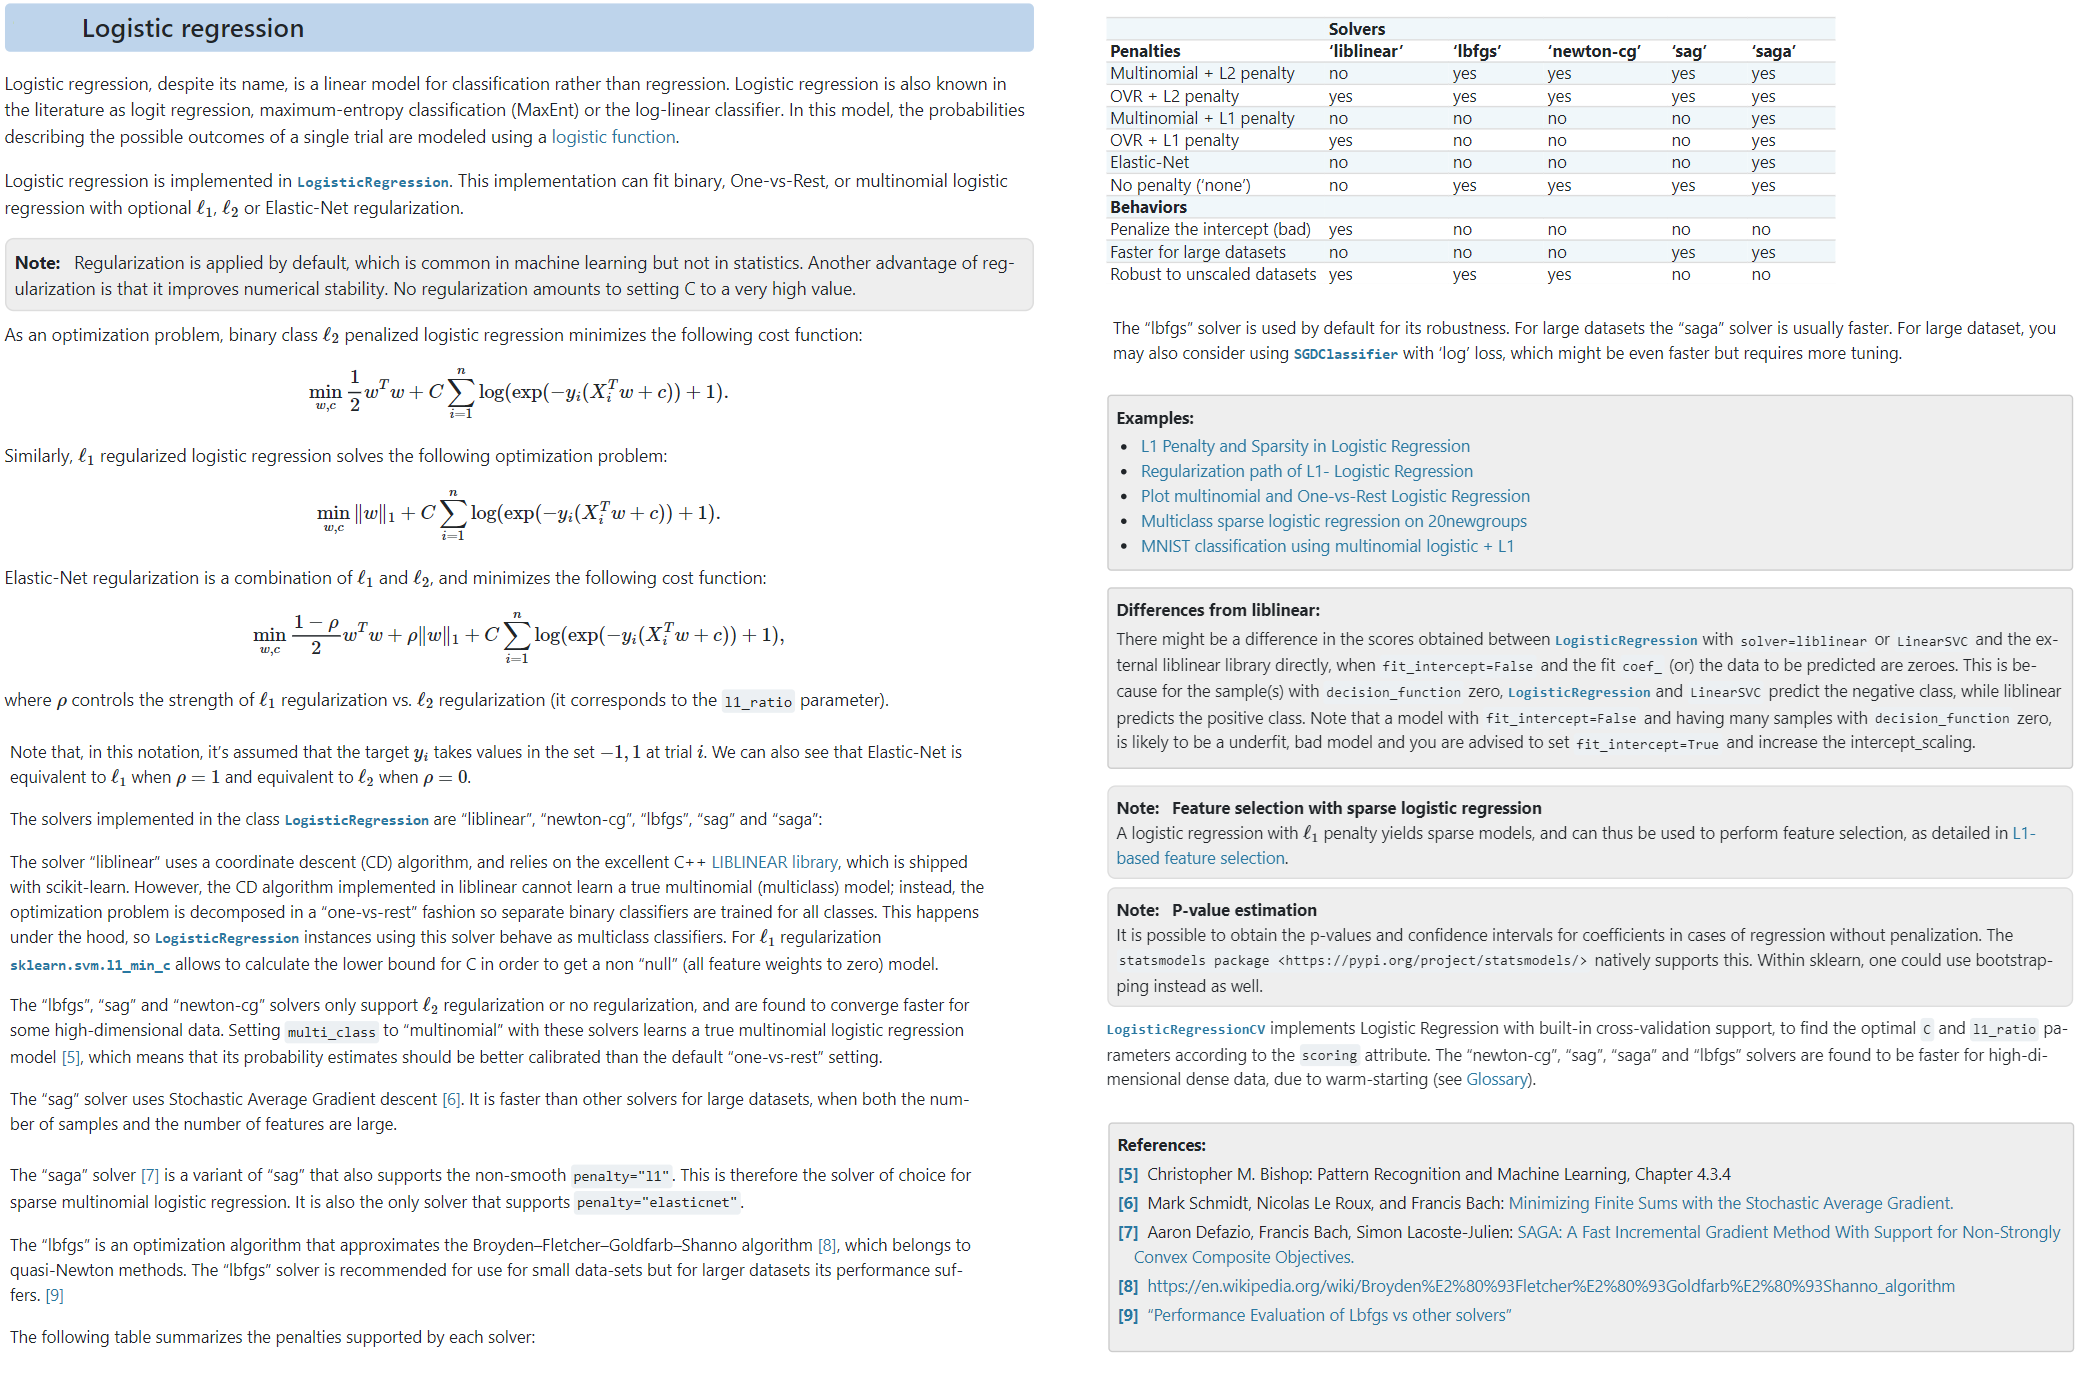 Logistic regression
Logistic regression, despite its name, is a linear model for classification rather than regression. Logistic regression is also known in
the literature as logit regression, maximum-entropy classification (MaxEnt) or the log-linear classifier. In this model, the probabilities
describing the possible outcomes of a single trial are modeled using a logistic function.
Logistic regression is implemented in LogisticRegression. This implementation can fit binary, One-vs-Rest, or multinomial logistic
regression with optional ℓ₁, ℓ₂ or Elastic-Net regularization.
Note: Regularization is applied by default, which is common in machine learning but not in statistics. Another advantage of reg-
ularization is that it improves numerical stability. No regularization amounts to setting C to a very high value.
As an optimization problem, binary class ℓ₂ penalized logistic regression minimizes the following cost function:
min_{w,c} 1/2 w^T w + C ∑_{i=1}^{n} log(exp(−y_i(X_i^T w + c)) + 1).
Similarly, ℓ₁ regularized logistic regression solves the following optimization problem:
min_{w,c} ‖w‖₁ + C ∑_{i=1}^{n} log(exp(−y_i(X_i^T w + c)) + 1).
Elastic-Net regularization is a combination of ℓ₁ and ℓ₂, and minimizes the following cost function:
min_{w,c} (1 − ρ)/2 w^T w + ρ‖w‖₁ + C ∑_{i=1}^{n} log(exp(−y_i(X_i^T w + c)) + 1),
where ρ controls the strength of ℓ₁ regularization vs. ℓ₂ regularization (it corresponds to the l1_ratio parameter).
Note that, in this notation, it’s assumed that the target y_i takes values in the set −1, 1 at trial i. We can also see that Elastic-Net is
equivalent to ℓ₁ when ρ = 1 and equivalent to ℓ₂ when ρ = 0.
The solvers implemented in the class LogisticRegression are “liblinear”, “newton-cg”, “lbfgs”, “sag” and “saga”:
The solver “liblinear” uses a coordinate descent (CD) algorithm, and relies on the excellent C++ LIBLINEAR library, which is shipped
with scikit-learn. However, the CD algorithm implemented in liblinear cannot learn a true multinomial (multiclass) model; instead, the
optimization problem is decomposed in a “one-vs-rest” fashion so separate binary classifiers are trained for all classes. This happens
under the hood, so LogisticRegression instances using this solver behave as multiclass classifiers. For ℓ₁ regularization
sklearn.svm.l1_min_c allows to calculate the lower bound for C in order to get a non “null” (all feature weights to zero) model.
The “lbfgs”, “sag” and “newton-cg” solvers only support ℓ₂ regularization or no regularization, and are found to converge faster for
some high-dimensional data. Setting multi_class to “multinomial” with these solvers learns a true multinomial logistic regression
model [5], which means that its probability estimates should be better calibrated than the default “one-vs-rest” setting.
The “sag” solver uses Stochastic Average Gradient descent [6]. It is faster than other solvers for large datasets, when both the num-
ber of samples and the number of features are large.
The “saga” solver [7] is a variant of “sag” that also supports the non-smooth penalty="l1". This is therefore the solver of choice for
sparse multinomial logistic regression. It is also the only solver that supports penalty="elasticnet".
The “lbfgs” is an optimization algorithm that approximates the Broyden–Fletcher–Goldfarb–Shanno algorithm [8], which belongs to
quasi-Newton methods. The “lbfgs” solver is recommended for use for small data-sets but for larger datasets its performance suf-
fers. [9]
The following table summarizes the penalties supported by each solver:
Solvers
Penalties ‘liblinear’ ‘lbfgs’ ‘newton-cg’ ‘sag’ ‘saga’
Multinomial + L2 penalty no yes yes yes yes
OVR + L2 penalty yes yes yes yes yes
Multinomial + L1 penalty no no no no yes
OVR + L1 penalty yes no no no yes
Elastic-Net no no no no yes
No penalty (‘none’) no yes yes yes yes
Behaviors
Penalize the intercept (bad) yes no no no no
Faster for large datasets no no no yes yes
Robust to unscaled datasets yes yes yes no no
The “lbfgs” solver is used by default for its robustness. For large datasets the “saga” solver is usually faster. For large dataset, you
may also consider using SGDClassifier with ‘log’ loss, which might be even faster but requires more tuning.
Examples:
• L1 Penalty and Sparsity in Logistic Regression
• Regularization path of L1- Logistic Regression
• Plot multinomial and One-vs-Rest Logistic Regression
• Multiclass sparse logistic regression on 20newgroups
• MNIST classification using multinomial logistic + L1
Differences from liblinear:
There might be a difference in the scores obtained between LogisticRegression with solver=liblinear or LinearSVC and the ex-
ternal liblinear library directly, when fit_intercept=False and the fit coef_ (or) the data to be predicted are zeroes. This is be-
cause for the sample(s) with decision_function zero, LogisticRegression and LinearSVC predict the negative class, while liblinear
predicts the positive class. Note that a model with fit_intercept=False and having many samples with decision_function zero,
is likely to be a underfit, bad model and you are advised to set fit_intercept=True and increase the intercept_scaling.
Note: Feature selection with sparse logistic regression
A logistic regression with ℓ₁ penalty yields sparse models, and can thus be used to perform feature selection, as detailed in L1-
based feature selection.
Note: P-value estimation
It is possible to obtain the p-values and confidence intervals for coefficients in cases of regression without penalization. The
statsmodels package <https://pypi.org/project/statsmodels/> natively supports this. Within sklearn, one could use bootstrap-
ping instead as well.
LogisticRegressionCV implements Logistic Regression with built-in cross-validation support, to find the optimal C and l1_ratio pa-
rameters according to the scoring attribute. The “newton-cg”, “sag”, “saga” and “lbfgs” solvers are found to be faster for high-di-
mensional dense data, due to warm-starting (see Glossary).
References:
[5] Christopher M. Bishop: Pattern Recognition and Machine Learning, Chapter 4.3.4
[6] Mark Schmidt, Nicolas Le Roux, and Francis Bach: Minimizing Finite Sums with the Stochastic Average Gradient.
[7] Aaron Defazio, Francis Bach, Simon Lacoste-Julien: SAGA: A Fast Incremental Gradient Method With Support for Non-Strongly
Convex Composite Objectives.
[8] https://en.wikipedia.org/wiki/Broyden%E2%80%93Fletcher%E2%80%93Goldfarb%E2%80%93Shanno_algorithm
[9] “Performance Evaluation of Lbfgs vs other solvers”